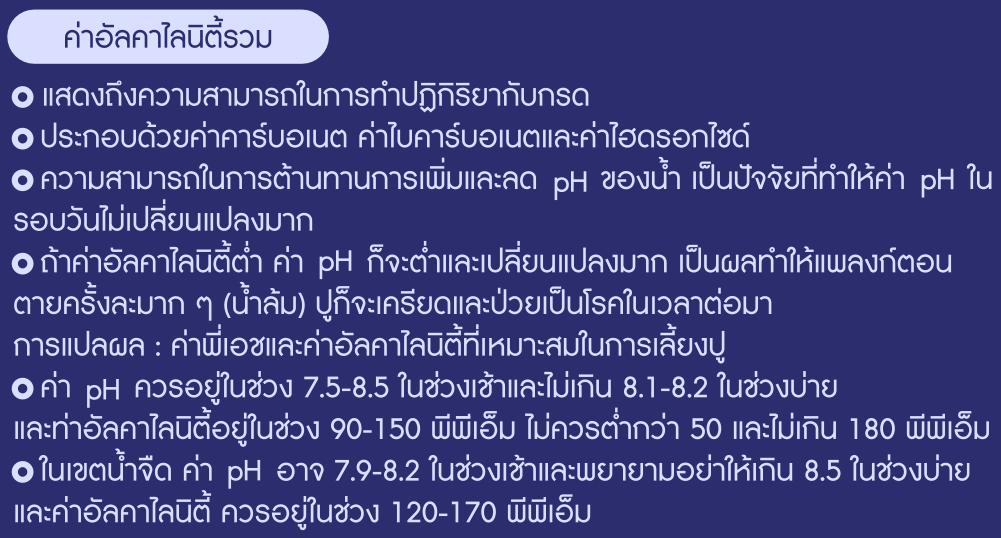 ค่าอัลคาไลนิตี้รวม
แสดงถึงความสามารถในการทำปฏิกิริยากับกรด
ประกอบด้วยค่าคาร์บอเนต ค่าไบคาร์บอเนตและค่าไฮดรอกไซด์
ความสามารถในการต้านทานการเพิ่มและลด pH ของน้ำ เป็นปัจจัยที่ทำให้ค่า pH ใน
รอบวันไม่เปลี่ยนแปลงมาก
ถ้าค่าอัลคาไลนิตี้ต่ำ ค่า pH ก็จะต่ำและเปลี่ยนแปลงมาก เป็นผลทำให้แพลงก์ตอน
ตายครั้งละมาก ๆ (น้ำล้ม) ปูก็จะเครียดและป่วยเป็นโรคในเวลาต่อมา
การแปลผล : ค่าพี่เอชและค่าอัลคาไลนิตี้ที่เหมาะสมในการเลี้ยงปู
ค่า pH ควรอยู่ในช่วง 7.5-8.5 ในช่วงเช้าและไม่เกิน 8.1-8.2 ในช่วงบ่าย
และท่าอัลคาไลนิตี้อยู่ในช่วง 90-150 พีพีเอ็ม ไม่ควรต่ำกว่า 50 และไม่เกิน 180 พีพีเอ็ม
ในเขตน้ำจืด ค่า pH อาจ 7.9-8.2 ในช่วงเช้าและพยายามอย่าให้เกิน 8.5 ในช่วงบ่าย
และค่าอัลคาไลนิตี้ ควรอยู่ในช่วง 120-170 พีพีเอ็ม